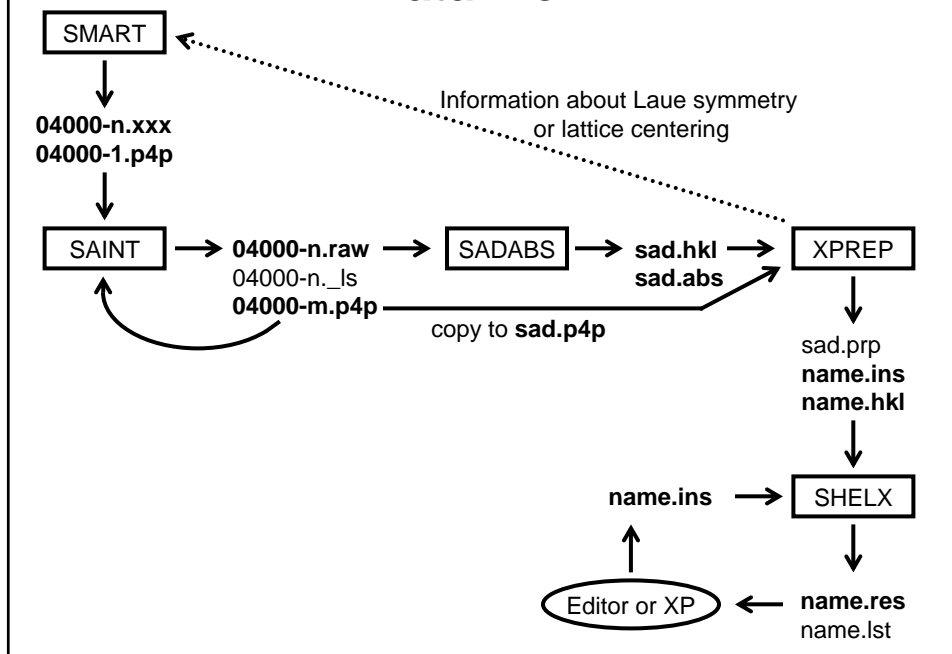 SMART
Information about Laue symmetry
or lattice centering
04000-n.xxx
04000-1.p4p
SAINT
04000-n.raw
04000-n._ls
04000-m.p4p
SADABS
sad.hkl
sad.abs
XPREP
copy to sad.p4p
sad.prp
name.ins
name.hkl
name.ins
SHELX
Editor or XP
name.res
name.lst